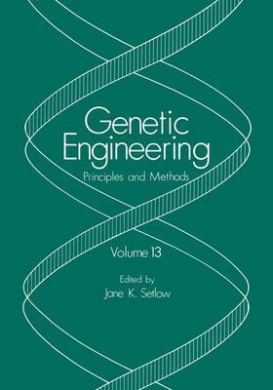 Genetic
Engineering
Principles and Methods
Volume 13
Edited by
Jane K. Setlow